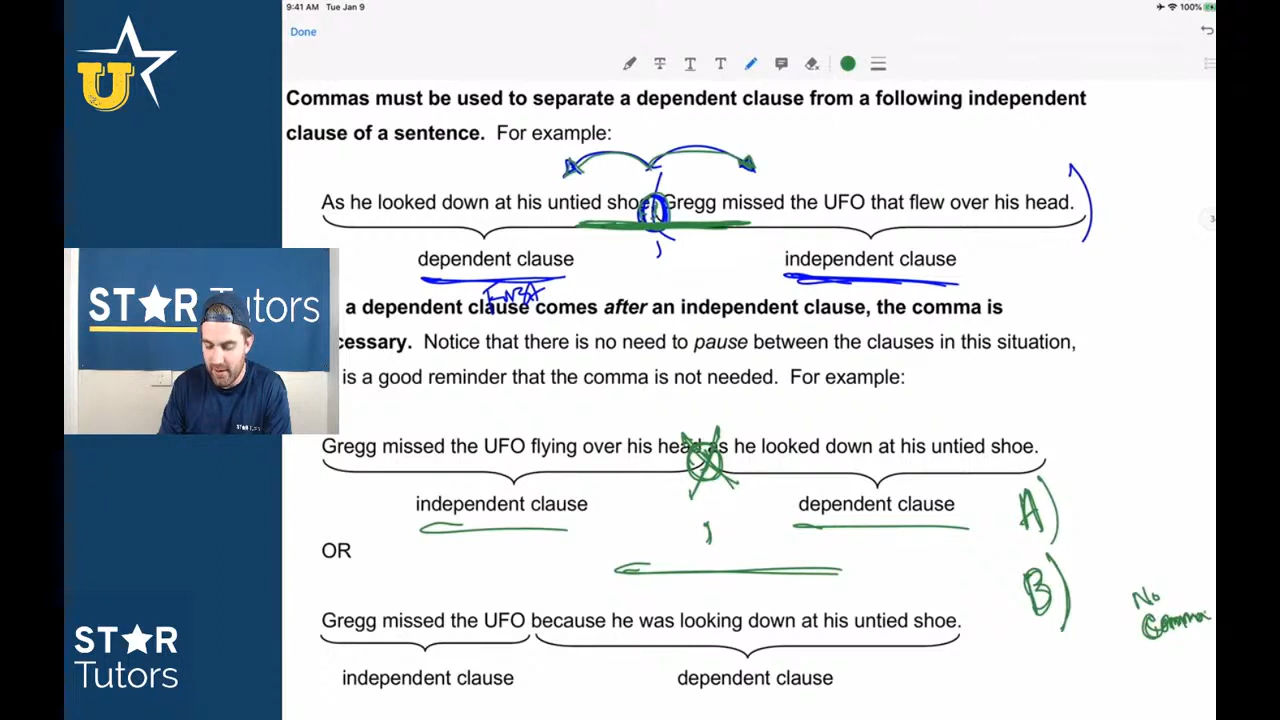 9:41 AM Tue Jan 9
100%
Done
U
Commas must be used to separate a dependent clause from a following independent
clause of a sentence. For example:
As he looked down at his untied shoe, Gregg missed the UFO that flew over his head.
dependent clause
independent clause
a dependent clause comes after an independent clause, the comma is
cessary. Notice that there is no need to pause between the clauses in this situation,
is a good reminder that the comma is not needed. For example:
STAR Tutors
Gregg missed the UFO flying over his head as he looked down at his untied shoe.
independent clause
dependent clause
A)
OR
B)
No
Comma
Gregg missed the UFO because he was looking down at his untied shoe.
independent clause
dependent clause
STAR
Tutors